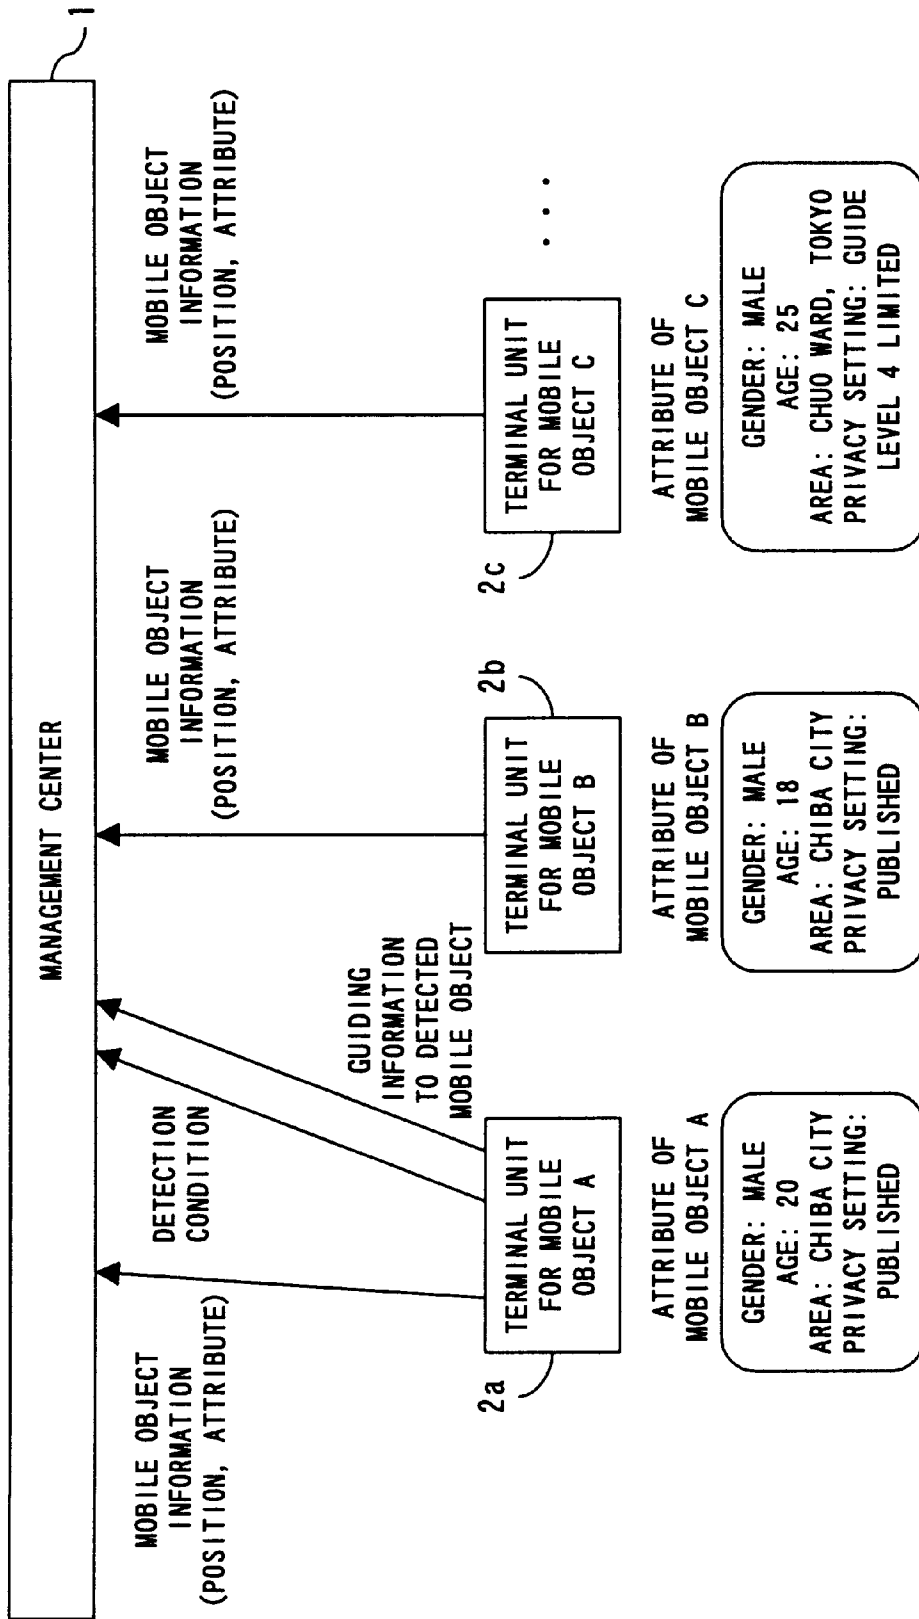 MANAGEMENT CENTER
1
MOBILE OBJECT
INFORMATION
(POSITION, ATTRIBUTE)
DETECTION
CONDITION
GUIDING
INFORMATION
TO DETECTED
MOBILE OBJECT
MOBILE OBJECT
INFORMATION
(POSITION, ATTRIBUTE)
MOBILE OBJECT
INFORMATION
(POSITION, ATTRIBUTE)
2a
TERMINAL UNIT
FOR MOBILE
OBJECT A
2b
TERMINAL UNIT
FOR MOBILE
OBJECT B
2c
TERMINAL UNIT
FOR MOBILE
OBJECT C
. . .
ATTRIBUTE OF
MOBILE OBJECT A
GENDER: MALE
AGE: 20
AREA: CHIBA CITY
PRIVACY SETTING:
PUBLISHED
ATTRIBUTE OF
MOBILE OBJECT B
GENDER: MALE
AGE: 18
AREA: CHIBA CITY
PRIVACY SETTING:
PUBLISHED
ATTRIBUTE OF
MOBILE OBJECT C
GENDER: MALE
AGE: 25
AREA: CHUO WARD, TOKYO
PRIVACY SETTING: GUIDE
LEVEL 4 LIMITED